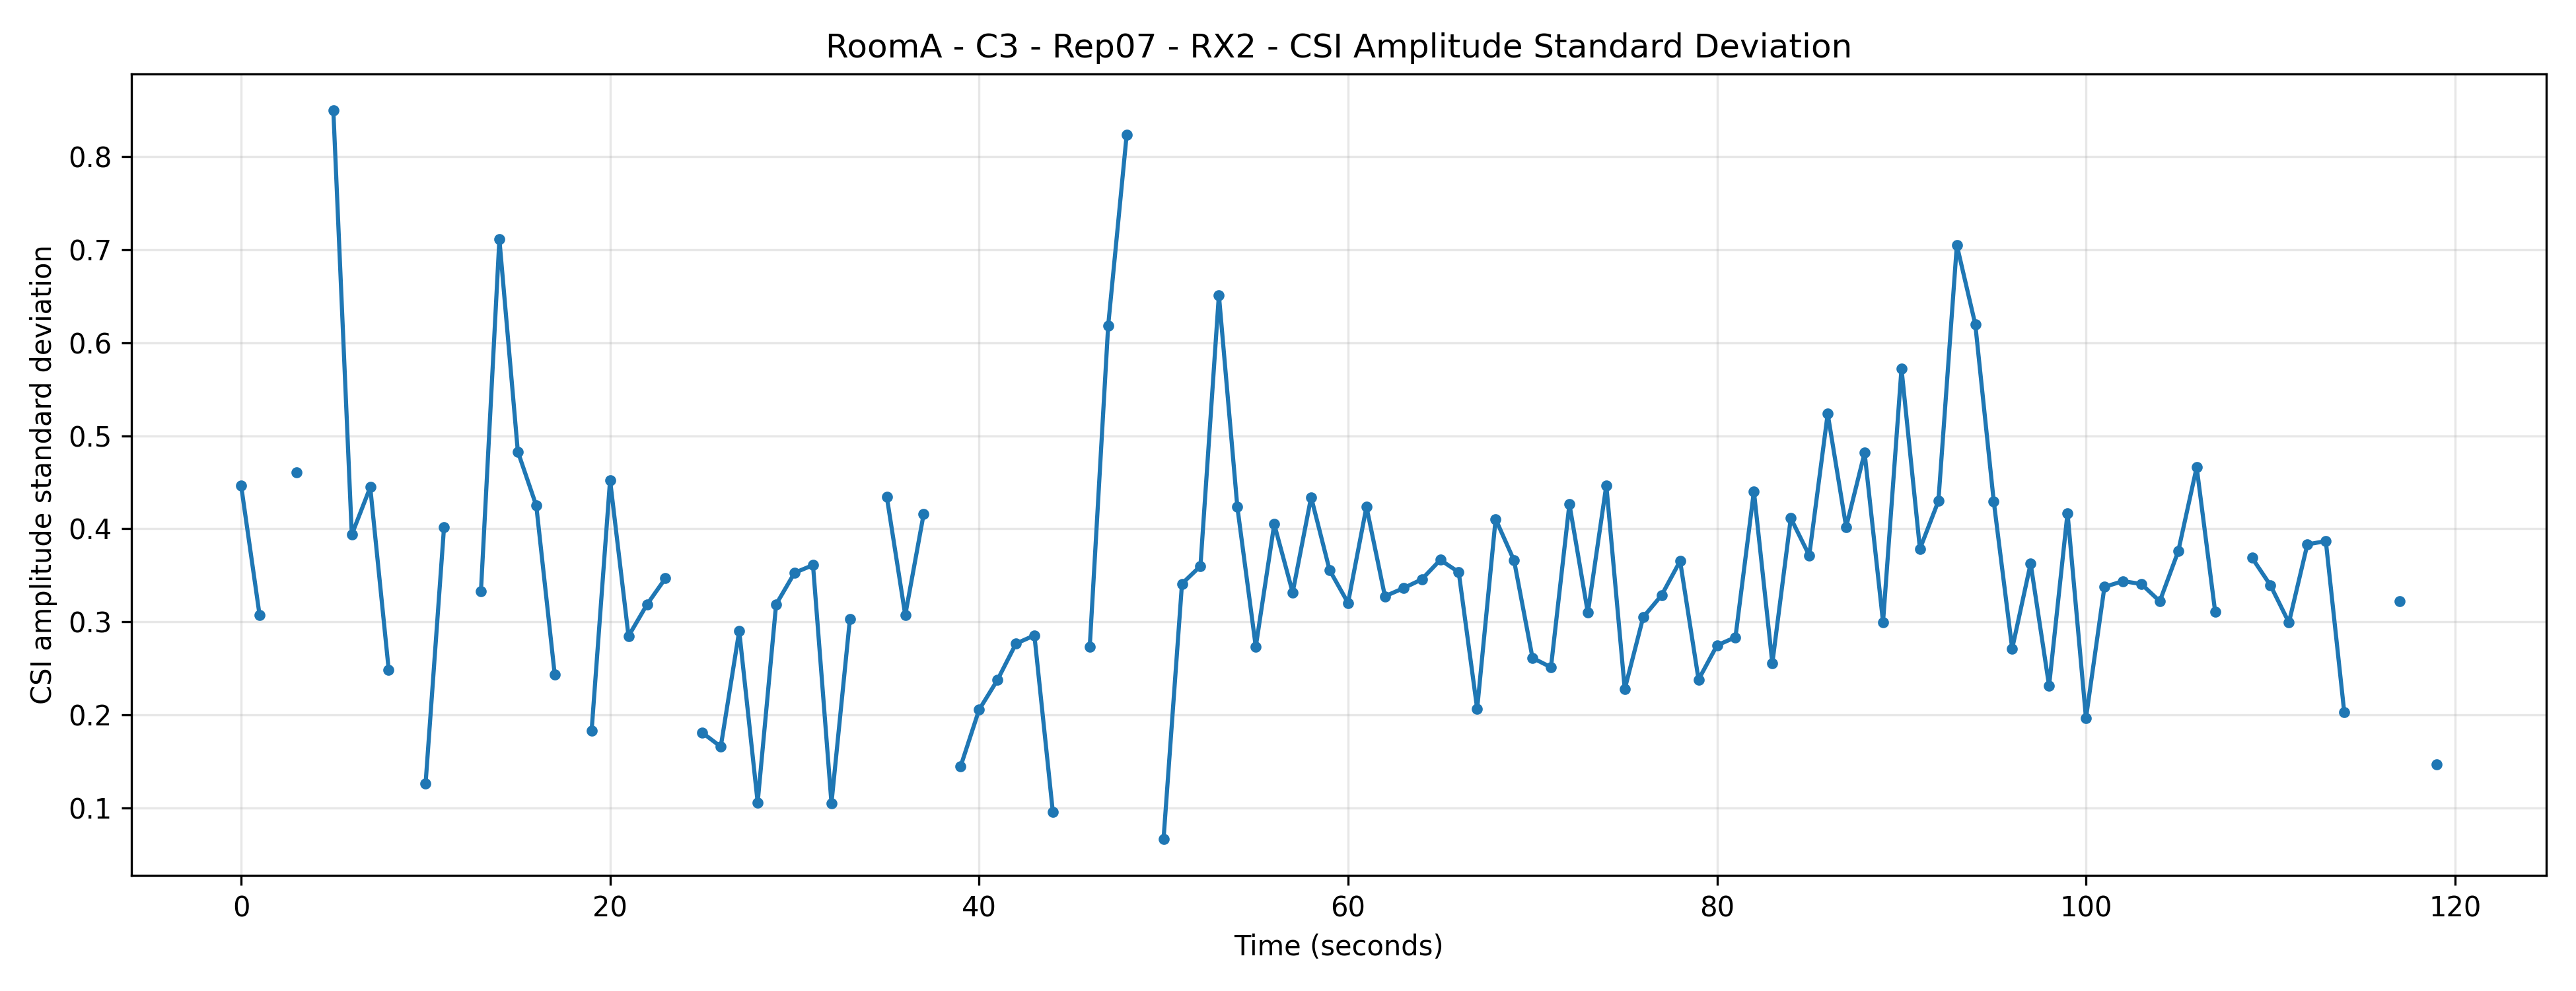 RoomA - C3 - Rep07 - RX2 - CSI Amplitude Standard Deviation
CSI amplitude standard deviation
0.8
0.7
0.6
0.5
0.4
0.3
0.2
0.1
0 20 40 60 80 100 120
Time (seconds)